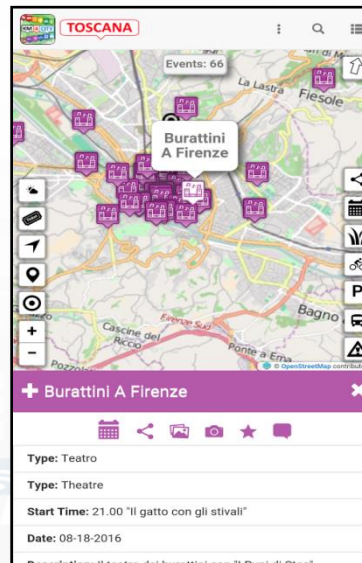 TOSCANA
Events: 66
La Lastra
Fiesole
Burattini
A Firenze
Bagno
Firenze Sud
Cascine del
Riccio
Ponte a Ema
© OpenStreetMap contribut
P
+
−
Burattini A Firenze
Type: Teatro
Type: Theatre
Start Time: 21.00 "Il gatto con gli stivali"
Date: 08-18-2016